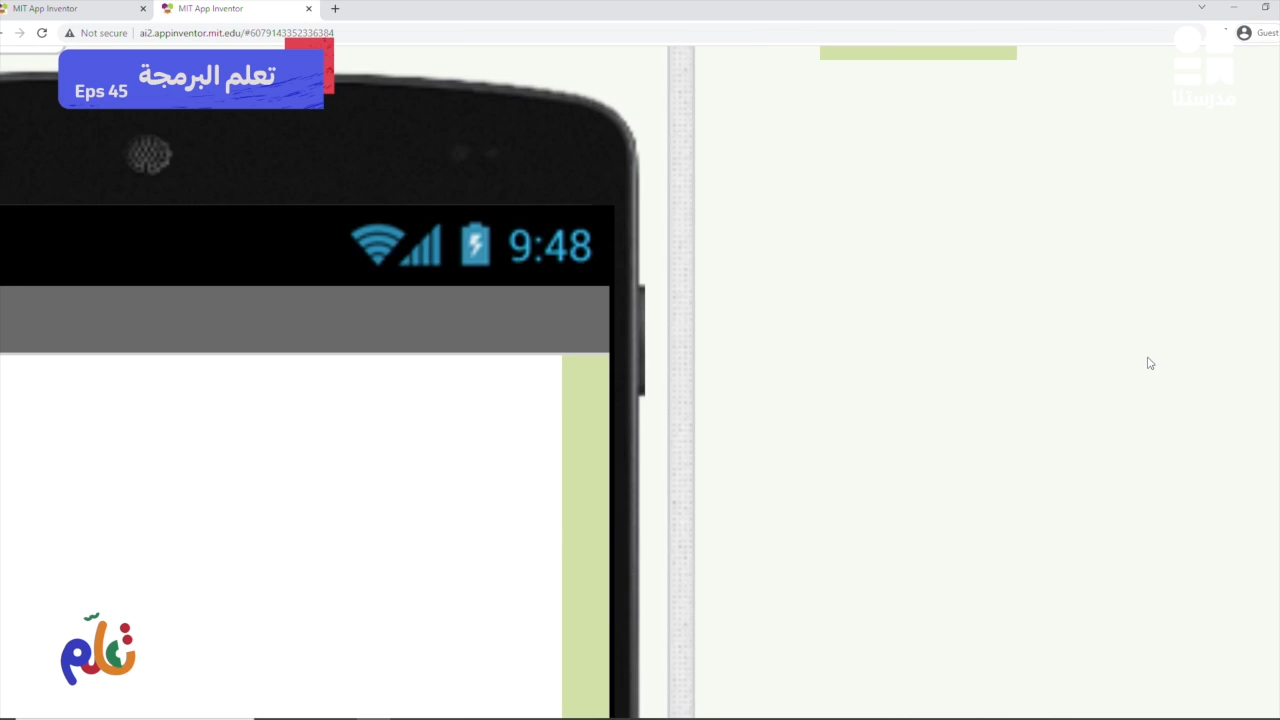 MIT App Inventor
MIT App Inventor
Not secure
ai2.appinventor.mit.edu/#6079143352336384
Guest
تعلم البرمجة
Eps 45
مدرستنا
9:48
تعلم